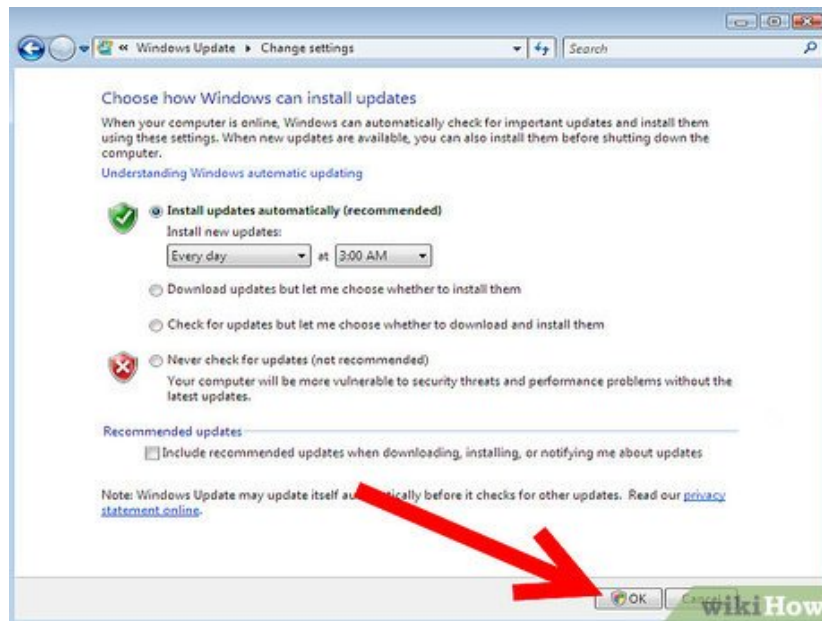 « Windows Update ▸ Change settings
Search
Choose how Windows can install updates
When your computer is online, Windows can automatically check for important updates and install them
using these settings. When new updates are available, you can also install them before shutting down the
computer.
Understanding Windows automatic updating
Install updates automatically (recommended)
Install new updates:
Every day at 3:00 AM
Download updates but let me choose whether to install them
Check for updates but let me choose whether to download and install them
Never check for updates (not recommended)
Your computer will be more vulnerable to security threats and performance problems without the
latest updates.
Recommended updates
Include recommended updates when downloading, installing, or notifying me about updates
Note: Windows Update may update itself automatically before it checks for other updates. Read our privacy
statement online.
OK Cancel
wikiHow